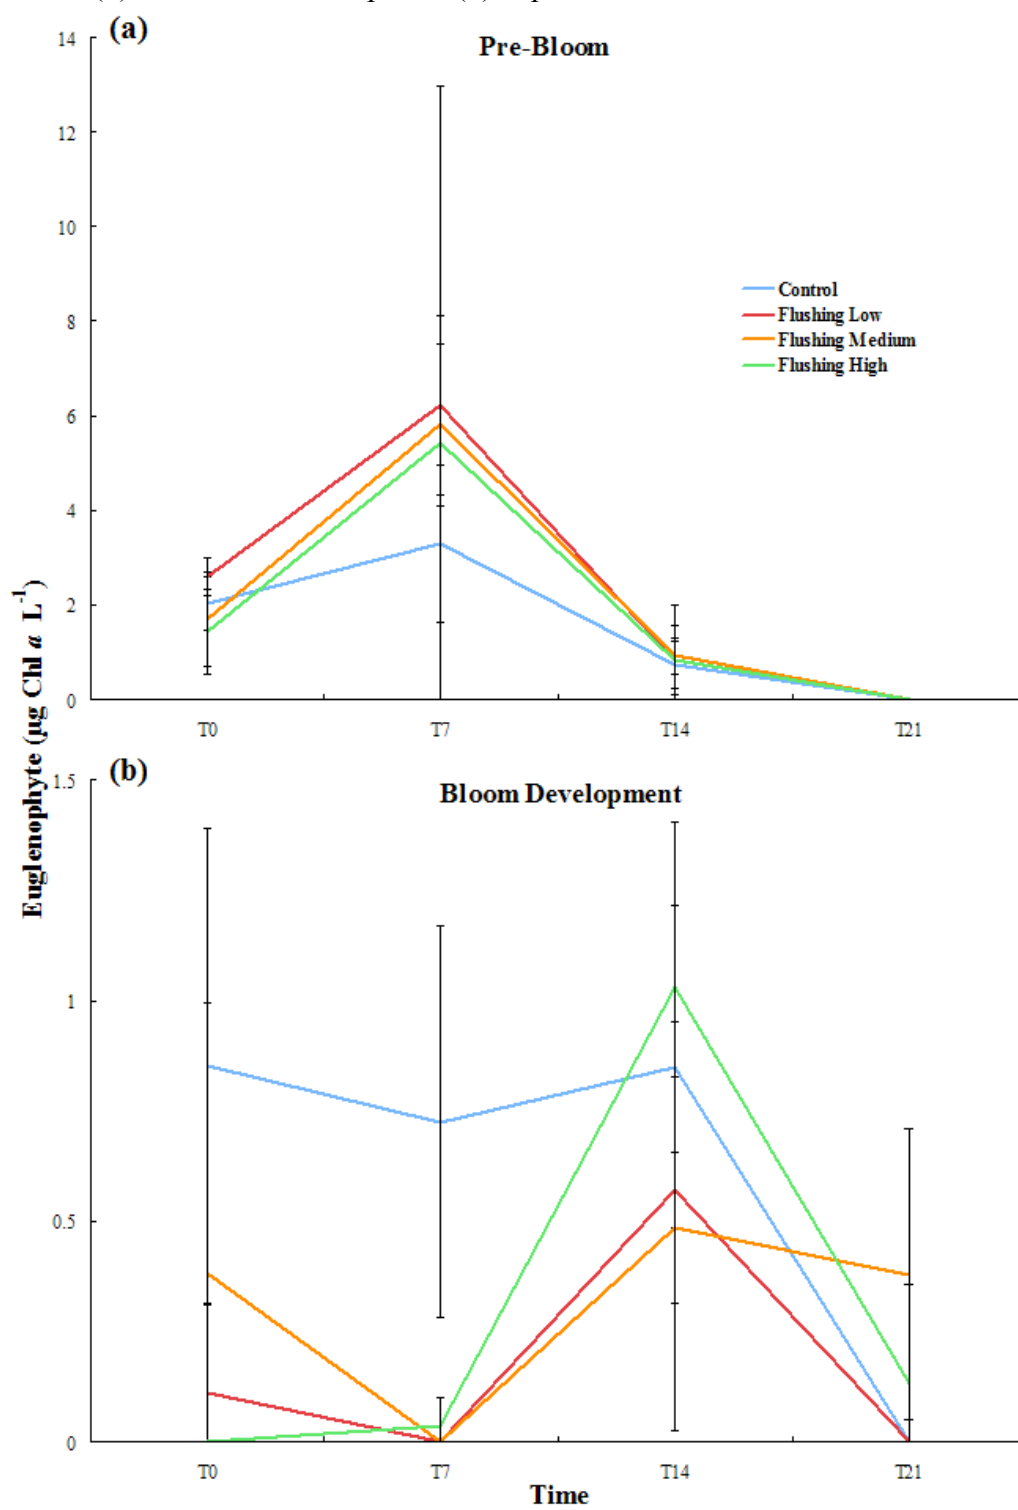 (a)
Pre-Bloom
14
12
10
8
6
4
2
0
Control
Flushing Low
Flushing Medium
Flushing High
T0 T7 T14 T21
Euglenophyte (µg Chl a L-1)
(b)
Bloom Development
1.5
1
0.5
0
T0 T7 T14 T21
Time